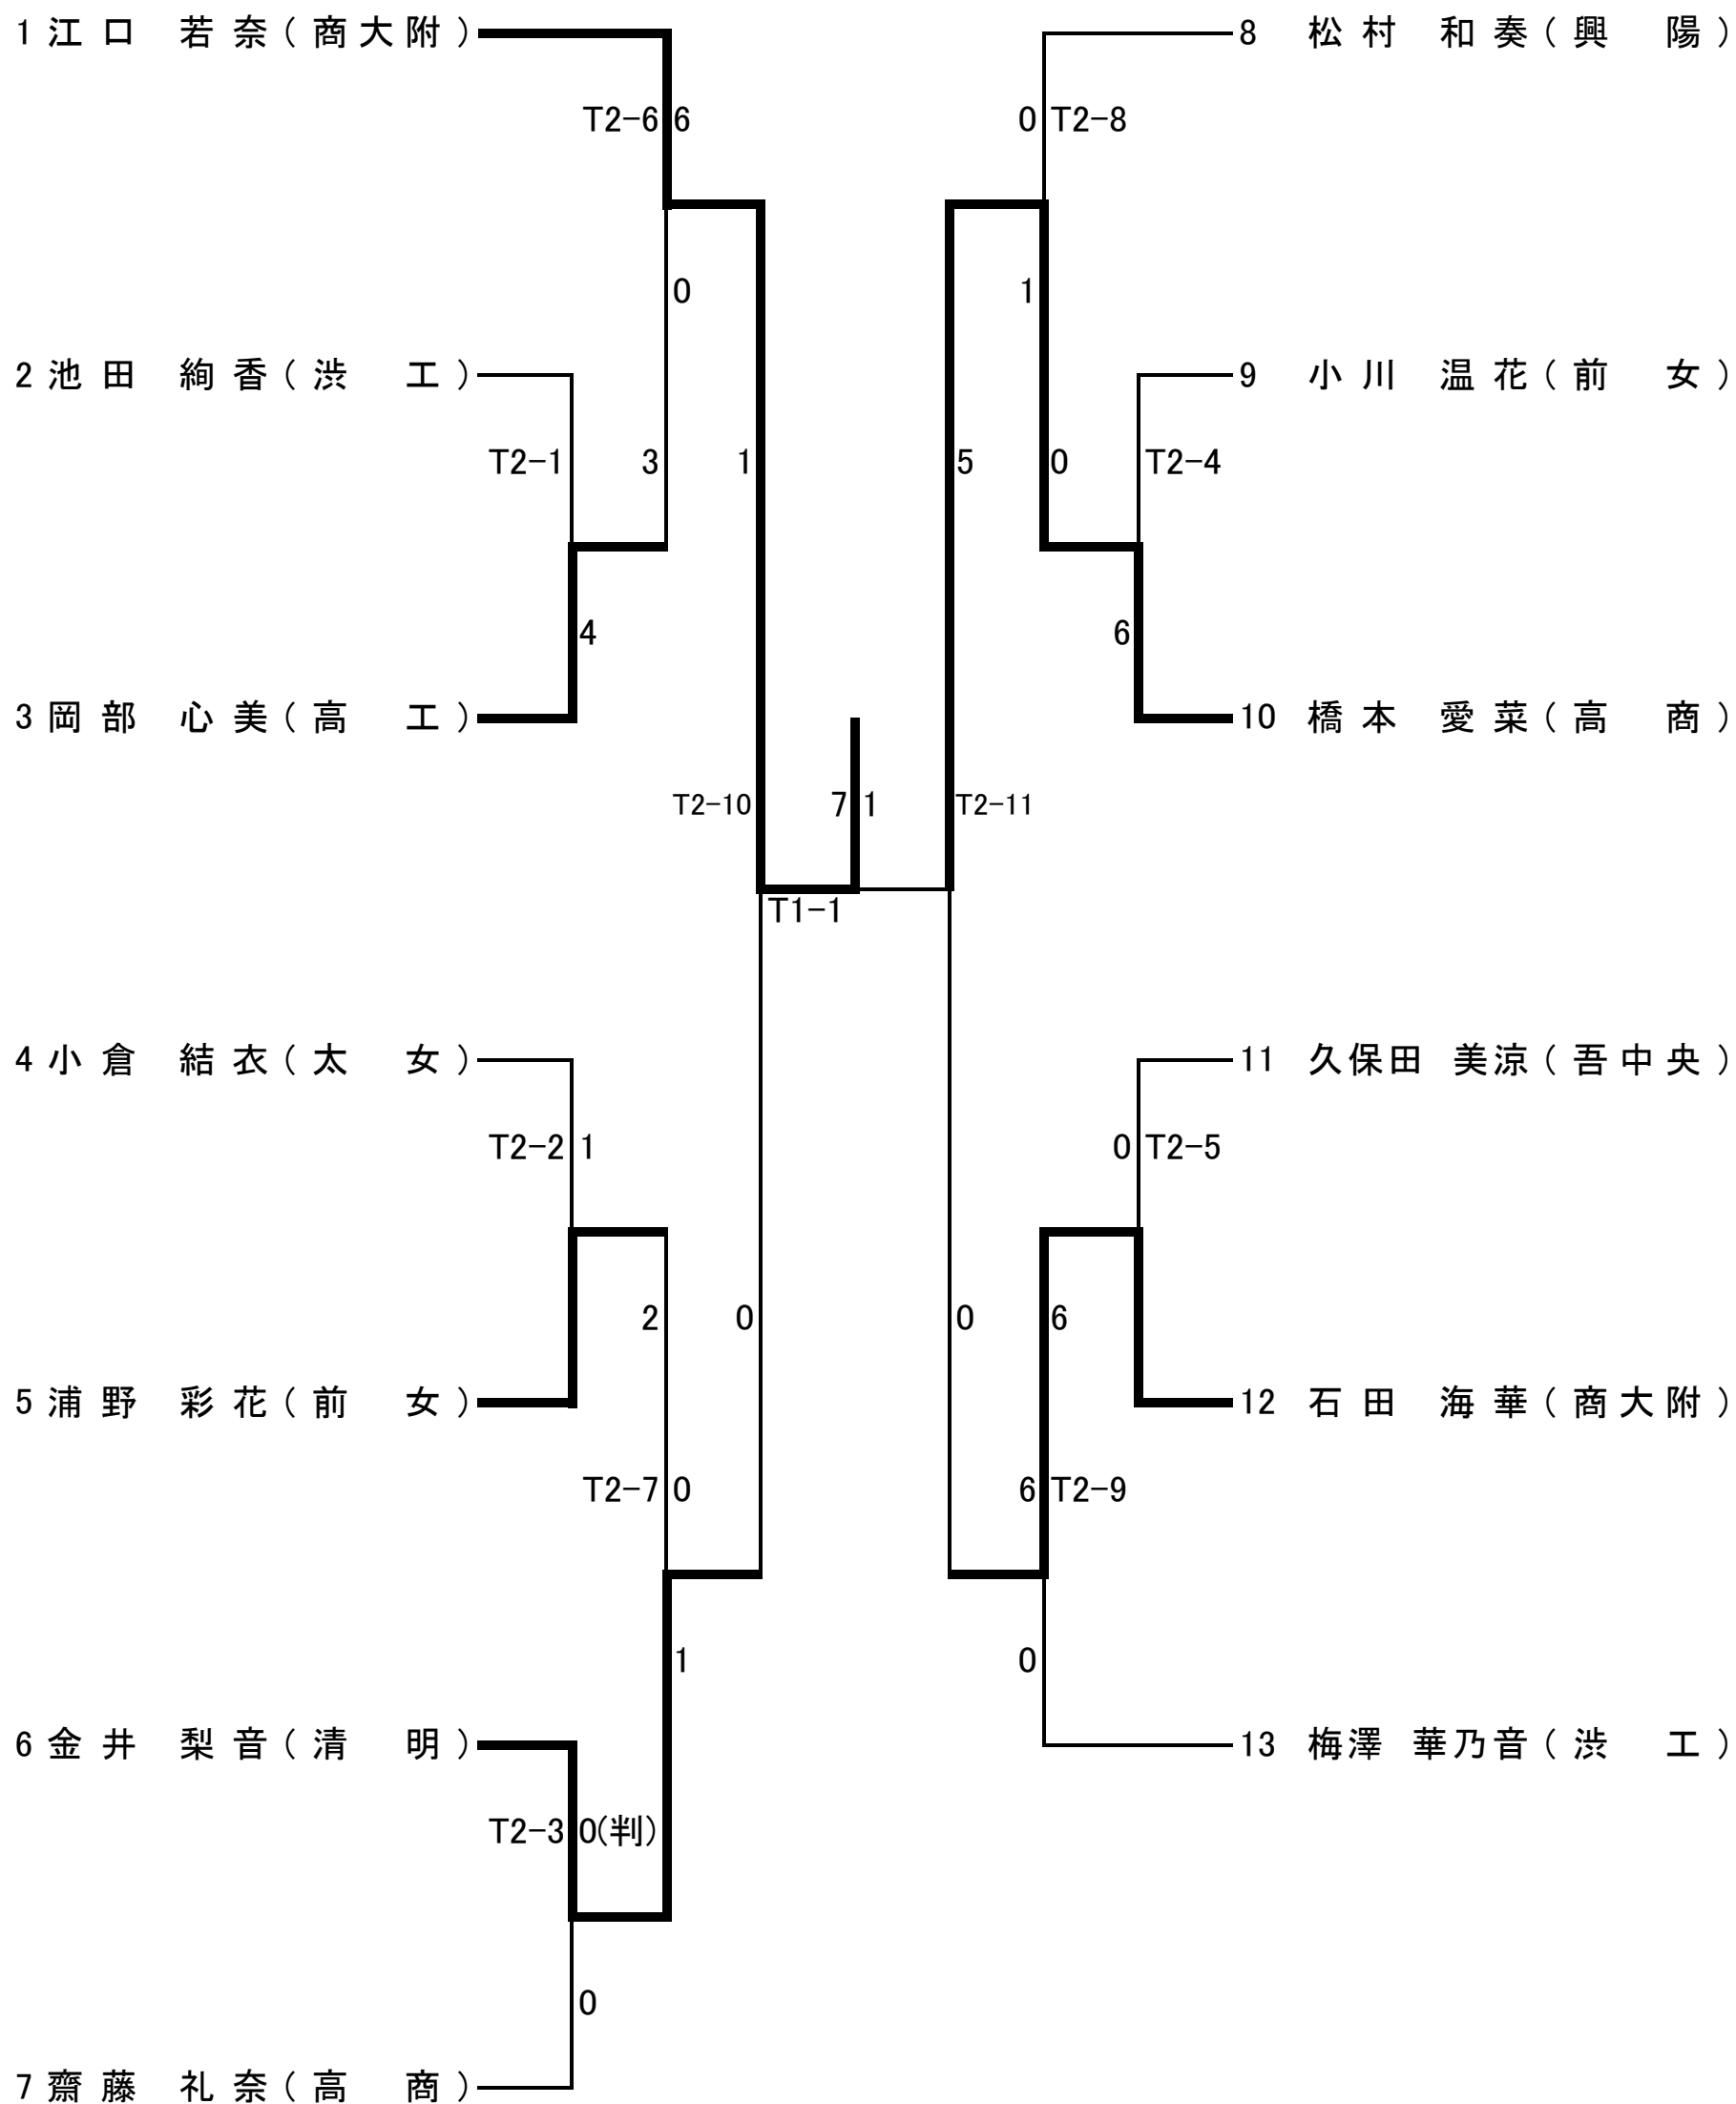 1 江口 若奈(商大附)
8 松村 和奏(興 陽)
T2-6 6
0 T2-8
0
1
2 池田 絢香(渋 工)
9 小川 温花(前 女)
T2-1
3
1
5
0
T2-4
4
6
3 岡部 心美(高 工)
10 橋本 愛菜(高 商)
T2-10
7 1
T2-11
T1-1
4 小倉 結衣(太 女)
11 久保田 美涼(吾中央)
T2-2 1
0 T2-5
2
0
0
6
5 浦野 彩花(前 女)
12 石田 海華(商大附)
T2-7 0
6 T2-9
1
0
6 金井 梨音(清 明)
13 梅澤 華乃音(渋 工)
T2-3 0(判)
0
7 齋藤 礼奈(高 商)